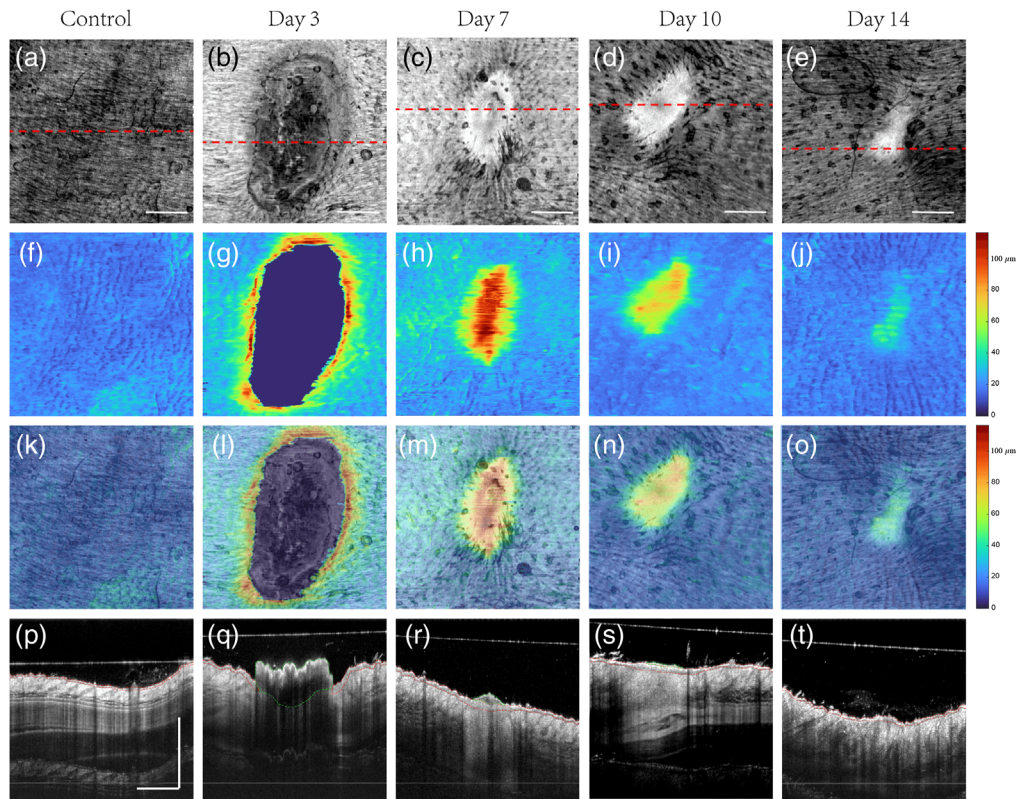 Control Day 3 Day 7 Day 10 Day 14
(a) (b) (c) (d) (e)
(f) (g) (h) (i) (j)
100 μm
80
60
40
20
0
(k) (l) (m) (n) (o)
100 μm
80
60
40
20
0
(p) (q) (r) (s) (t)